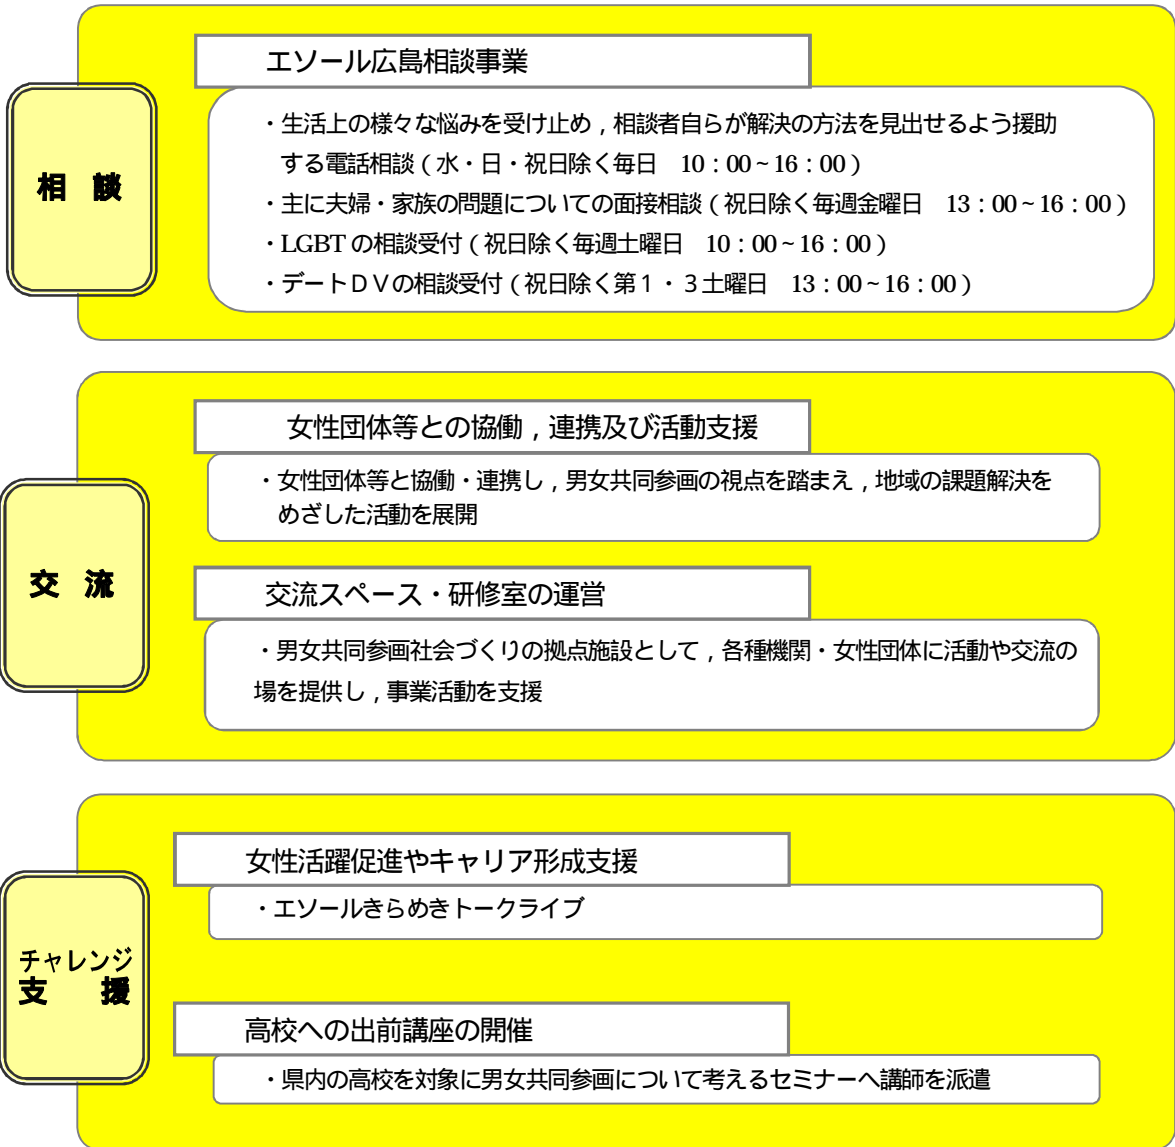 相　談
エソール広島相談事業
・生活上の様々な悩みを受け止め，相談者自らが解決の方法を見出せるよう援助
する電話相談（水・日・祝日除く毎日　10：00～16：00）
・主に夫婦・家族の問題についての面接相談（祝日除く毎週金曜日　13：00～16：00）
・LGBT の相談受付（祝日除く毎週土曜日　10：00～16：00）
・デートＤＶの相談受付（祝日除く第１・３土曜日　13：00～16：00）
交　流
女性団体等との協働，連携及び活動支援
・女性団体等と協働・連携し，男女共同参画の視点を踏まえ，地域の課題解決を
めざした活動を展開
交流スペース・研修室の運営
・男女共同参画社会づくりの拠点施設として，各種機関・女性団体に活動や交流の
場を提供し，事業活動を支援
チャレンジ
支　援
女性活躍促進やキャリア形成支援
・エソールきらめきトークライブ
高校への出前講座の開催
・県内の高校を対象に男女共同参画について考えるセミナーへ講師を派遣